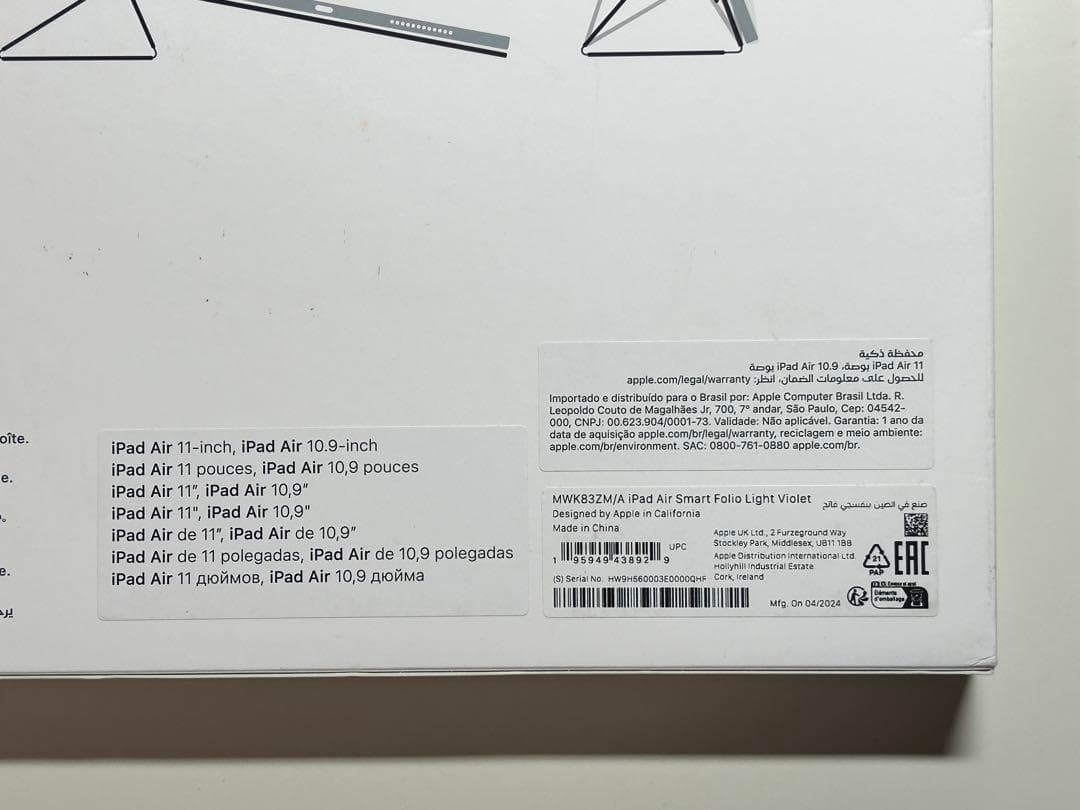 oîte.
e.
e.
iPad Air 11-inch, iPad Air 10.9-inch
iPad Air 11 pouces, iPad Air 10,9 pouces
iPad Air 11", iPad Air 10,9"
iPad Air 11", iPad Air 10,9"
iPad Air de 11", iPad Air de 10,9"
iPad Air de 11 polegadas, iPad Air de 10,9 polegadas
iPad Air 11 дюймов, iPad Air 10,9 дюйма
محفظة ذكية
iPad Air 11 بوصة، iPad Air 10.9 بوصة
للحصول على معلومات الضمان، انظر: apple.com/legal/warranty
Importado e distribuído para o Brasil por: Apple Computer Brasil Ltda. R.
Leopoldo Couto de Magalhães Jr, 700, 7° andar, São Paulo, Cep: 04542-
000, CNPJ: 00.623.904/0001-73. Validade: Não aplicável. Garantia: 1 ano da
data de aquisição apple.com/br/legal/warranty, reciclagem e meio ambiente:
apple.com/br/environment. SAC: 0800-761-0880 apple.com/br.
MWK83ZM/A iPad Air Smart Folio Light Violet
صنع في الصين بنفسجي فاتح
Designed by Apple in California
Made in China
1 95949 43892 9 UPC
(S) Serial No. HW9H560003E0000QHF
Apple UK Ltd., 2 Furzeground Way
Stockley Park, Middlesex, UB11 1BB
Apple Distribution International Ltd.
Hollyhill Industrial Estate
Cork, Ireland
Mfg. On 04/2024
21
PAP
EAC
Éléments
d'emballage